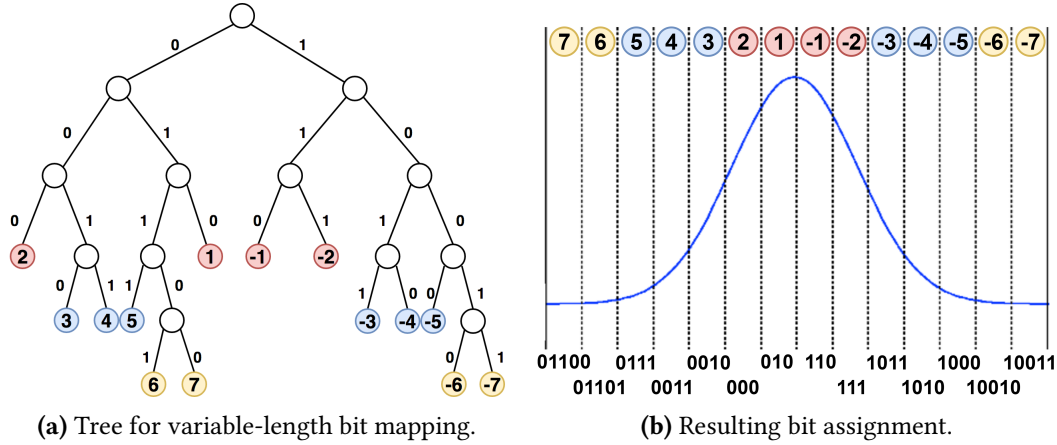 0 1
0 1 1 0
0 1 1 0 0 1 1 0
2 1 -1 -2
0 1 1 0 1 0 0 1
3 4 5 -3 -4 -5
1 0 0 1
6 7 -6 -7
(a) Tree for variable-length bit mapping.
7 6 5 4 3 2 1 -1 -2 -3 -4 -5 -6 -7
01100 0111 0010 010 110 1011 1000 10011
01101 0011 000 111 1010 10010
(b) Resulting bit assignment.